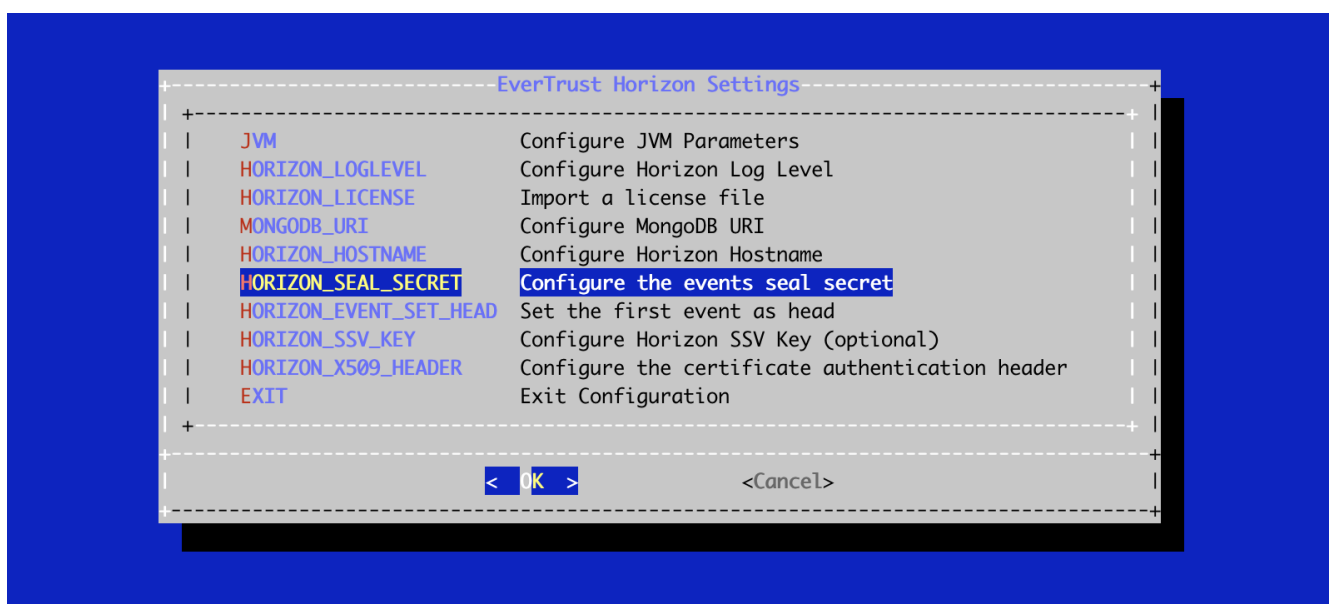 EverTrust Horizon Settings
JVM Configure JVM Parameters
HORIZON_LOGLEVEL Configure Horizon Log Level
HORIZON_LICENSE Import a license file
MONGODB_URI Configure MongoDB URI
HORIZON_HOSTNAME Configure Horizon Hostname
HORIZON_SEAL_SECRET Configure the events seal secret
HORIZON_EVENT_SET_HEAD Set the first event as head
HORIZON_SSV_KEY Configure Horizon SSV Key (optional)
HORIZON_X509_HEADER Configure the certificate authentication header
EXIT Exit Configuration
< OK > <Cancel>